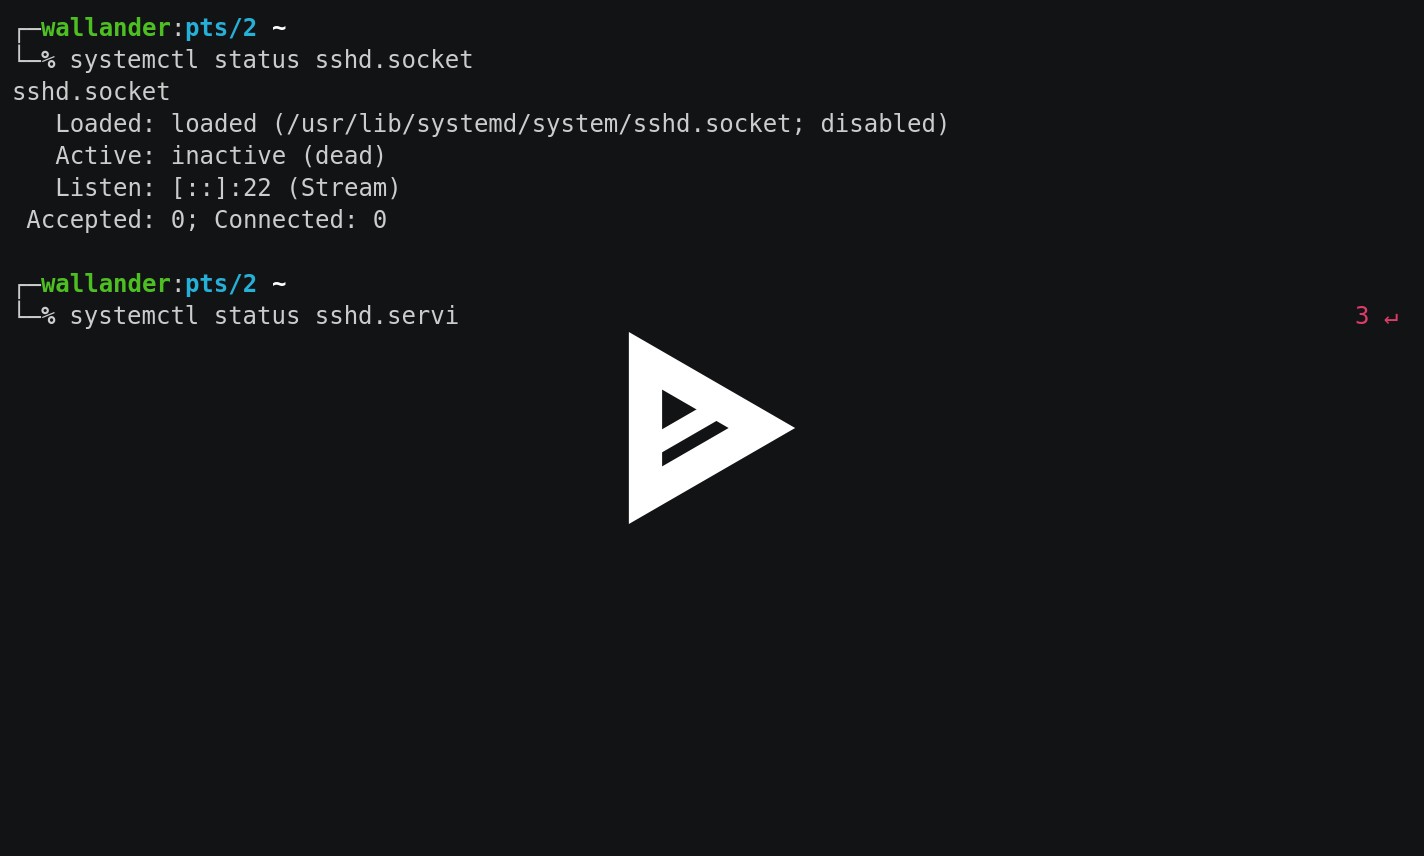 ┌─wallander:pts/2 ~
└─% systemctl status sshd.socket
sshd.socket
   Loaded: loaded (/usr/lib/systemd/system/sshd.socket; disabled)
   Active: inactive (dead)
   Listen: [::]:22 (Stream)
 Accepted: 0; Connected: 0

┌─wallander:pts/2 ~
└─% systemctl status sshd.servi 3 ↵